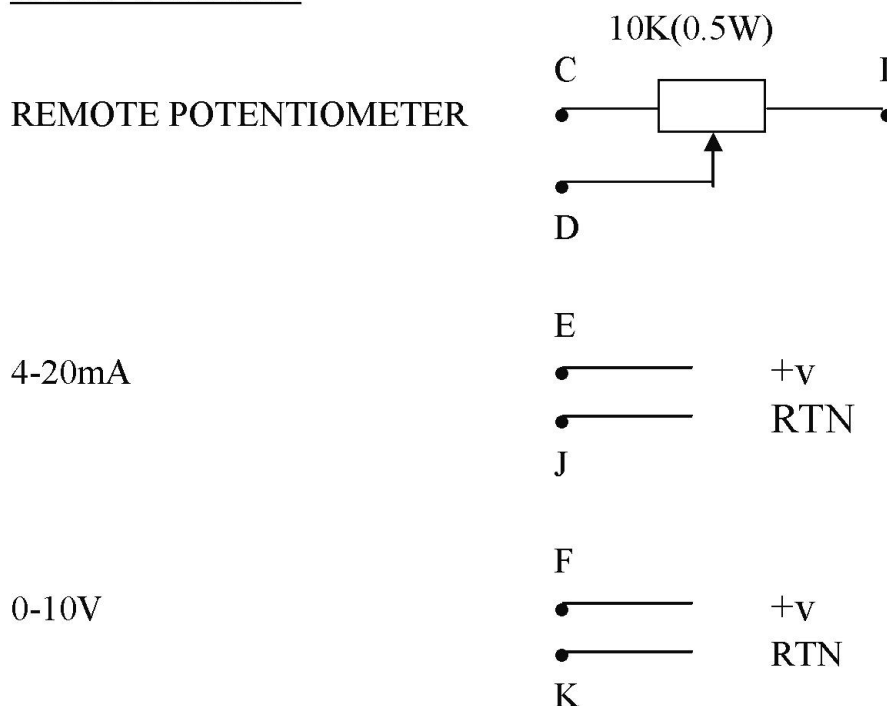 10K(0.5W)
C
REMOTE POTENTIOMETER
D
E
4-20mA
+v
RTN
J
F
0-10V
+v
RTN
K